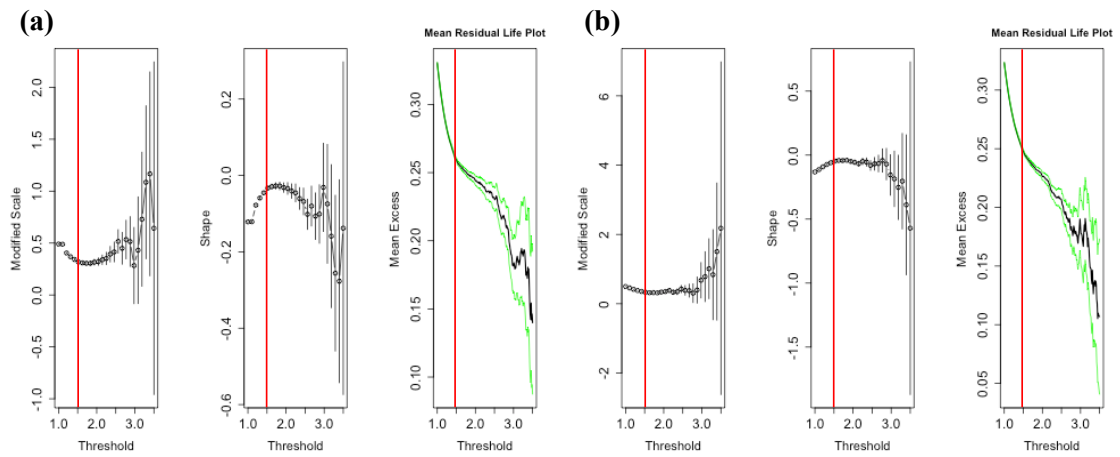 (a)
Modified Scale
-1.0
-0.5
0.0
0.5
1.0
1.5
2.0
1.0 2.0 3.0
Threshold
Shape
-0.6
-0.4
-0.2
0.0
0.2
1.0 2.0 3.0
Threshold
Mean Residual Life Plot
Mean Excess
0.10
0.15
0.20
0.25
0.30
1.0 2.0 3.0
Threshold
(b)
Modified Scale
-2
0
2
4
6
1.0 2.0 3.0
Threshold
Shape
-1.5
-1.0
-0.5
0.0
0.5
1.0 2.0 3.0
Threshold
Mean Residual Life Plot
Mean Excess
0.05
0.10
0.15
0.20
0.25
0.30
1.0 2.0 3.0
Threshold